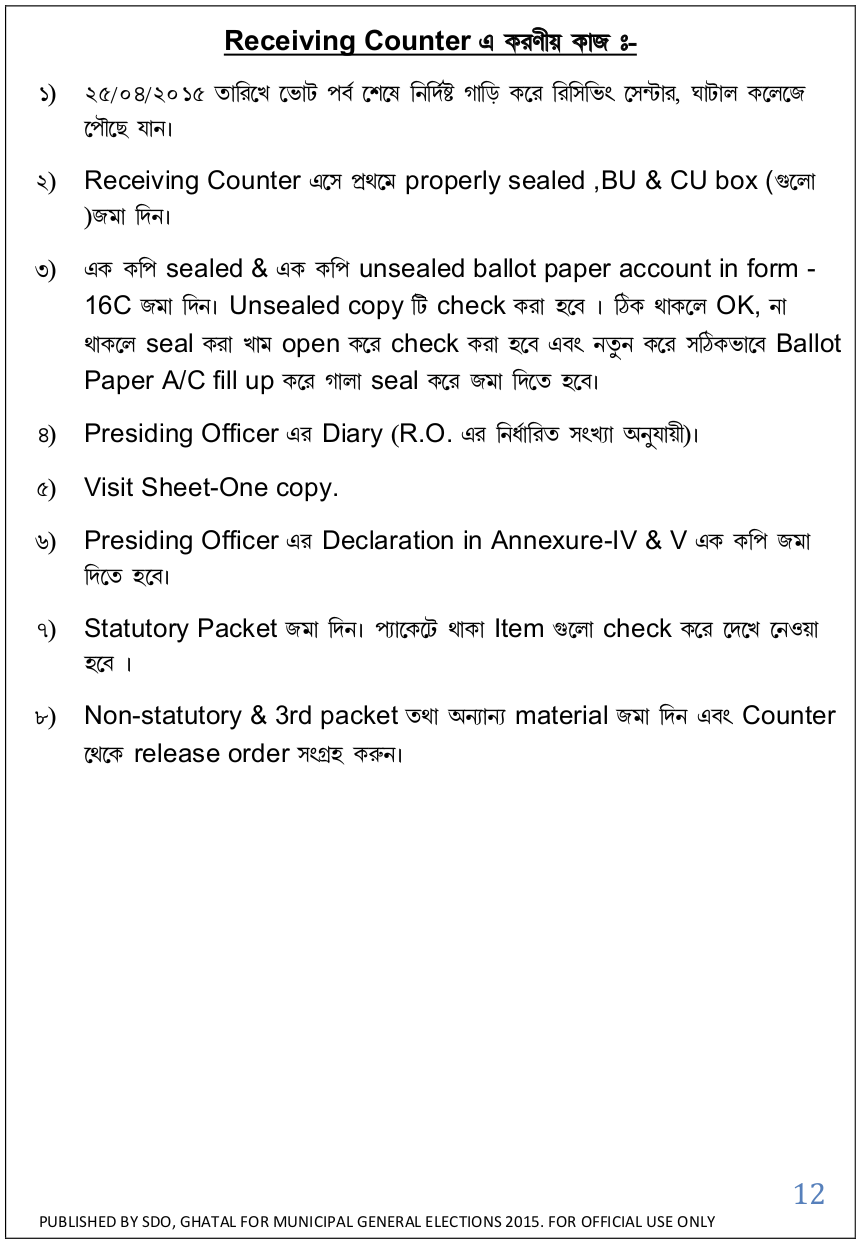 Receiving Counter এ করণীয় কাজ ঃ-
১) ২৫/০৪/২০১৫ তারিখে ভোট পর্ব শেষে নির্দিষ্ট গাড়ি করে রিসিভিং সেন্টার, ঘাটাল কলেজে
পৌছে যান।
২) Receiving Counter এসে প্রথমে properly sealed ,BU & CU box (গুলো
)জমা দিন।
৩) এক কপি sealed & এক কপি unsealed ballot paper account in form -
16C জমা দিন। Unsealed copy টি check করা হবে । ঠিক থাকলে OK, না
থাকলে seal করা খাম open করে check করা হবে এবং নতুন করে সঠিকভাবে Ballot
Paper A/C fill up করে গালা seal করে জমা দিতে হবে।
৪) Presiding Officer এর Diary (R.O. এর নির্ধারিত সংখ্যা অনুযায়ী)।
৫) Visit Sheet-One copy.
৬) Presiding Officer এর Declaration in Annexure-IV & V এক কপি জমা
দিতে হবে।
৭) Statutory Packet জমা দিন। প্যাকেটে থাকা Item গুলো check করে দেখে নেওয়া
হবে ।
৮) Non-statutory & 3rd packet তথা অন্যান্য material জমা দিন এবং Counter
থেকে release order সংগ্রহ করুন।
12
PUBLISHED BY SDO, GHATAL FOR MUNICIPAL GENERAL ELECTIONS 2015. FOR OFFICIAL USE ONLY